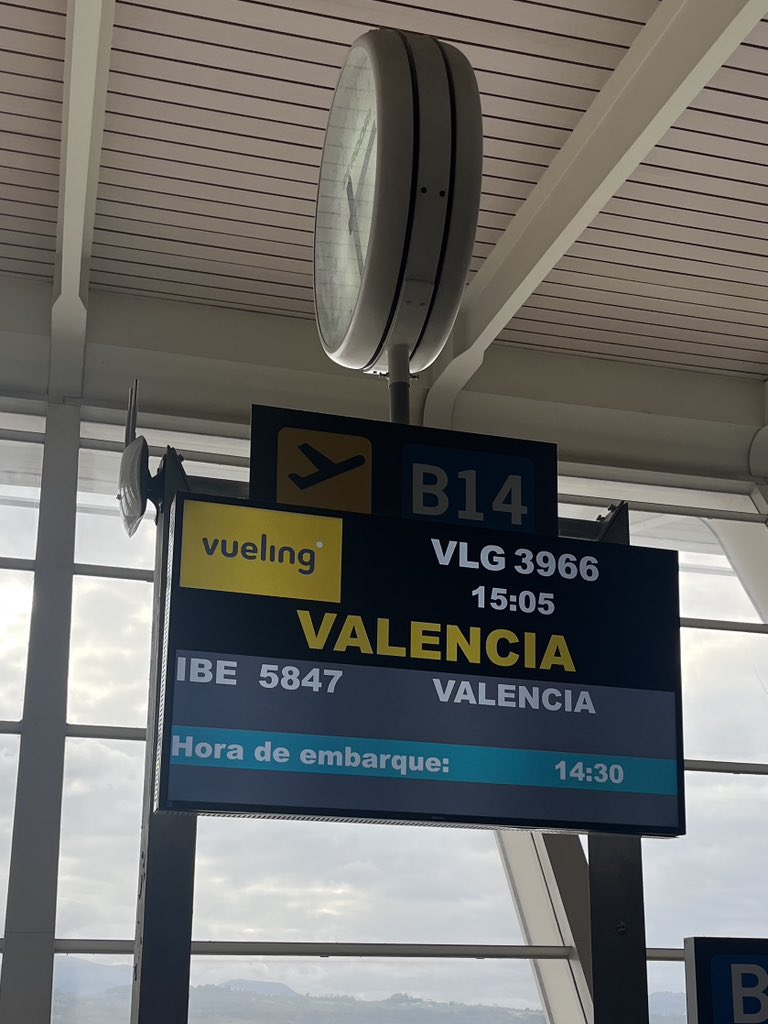 B14
vueling
VLG 3966
15:05
VALENCIA
IBE 5847 VALENCIA
Hora de embarque: 14:30
B